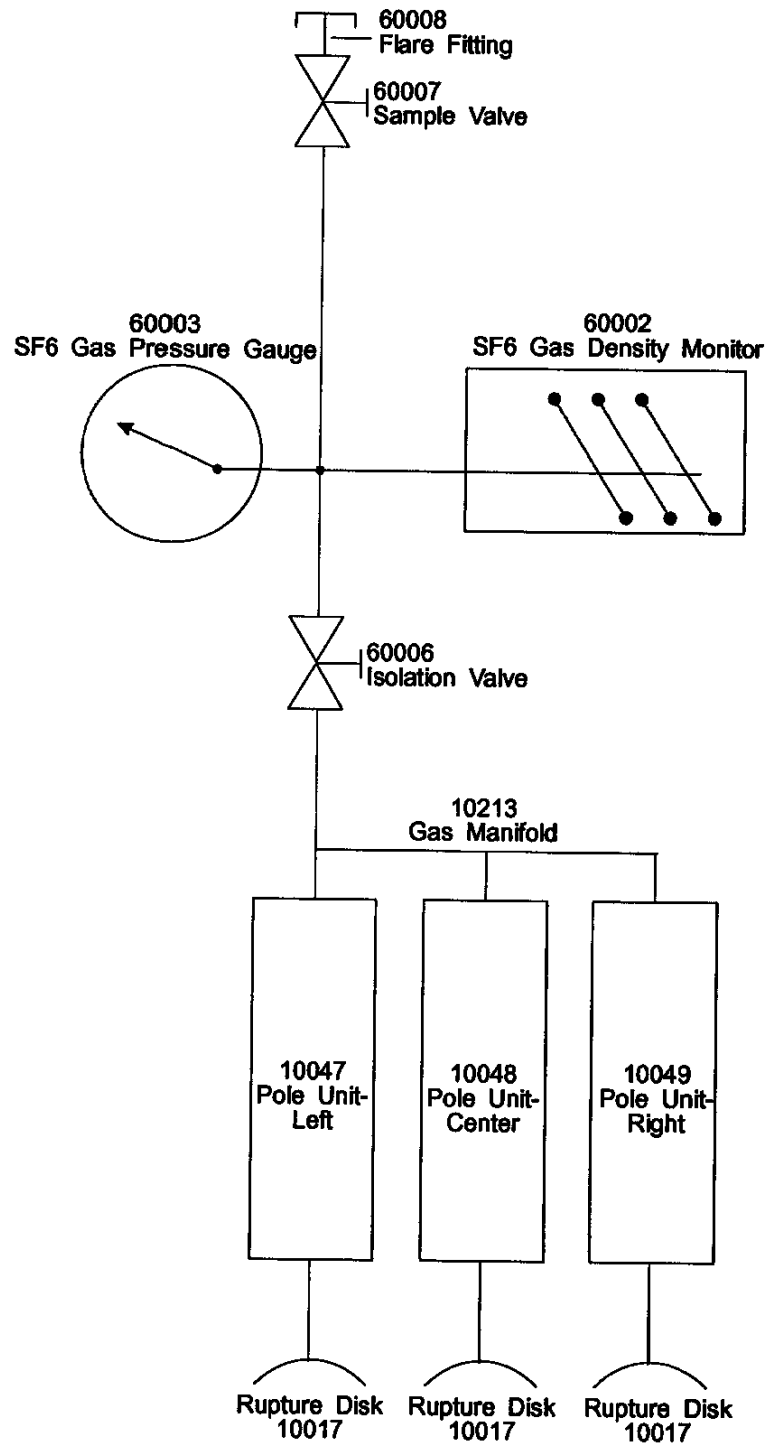 60008
Flare Fitting
60007
Sample Valve
60003
SF6 Gas Pressure Gauge
60002
SF6 Gas Density Monitor
60006
Isolation Valve
10213
Gas Manifold
10047
Pole Unit-
Left
10048
Pole Unit-
Center
10049
Pole Unit-
Right
Rupture Disk
10017
Rupture Disk
10017
Rupture Disk
10017